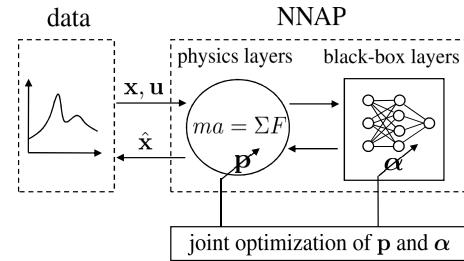 data
NNAP
physics layers
black-box layers
x, u
x̂
ma = ΣF
p
α
joint optimization of p and α